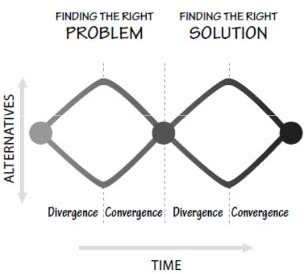 FINDING THE RIGHT
PROBLEM
FINDING THE RIGHT
SOLUTION
ALTERNATIVES
Divergence Convergence Divergence Convergence
TIME